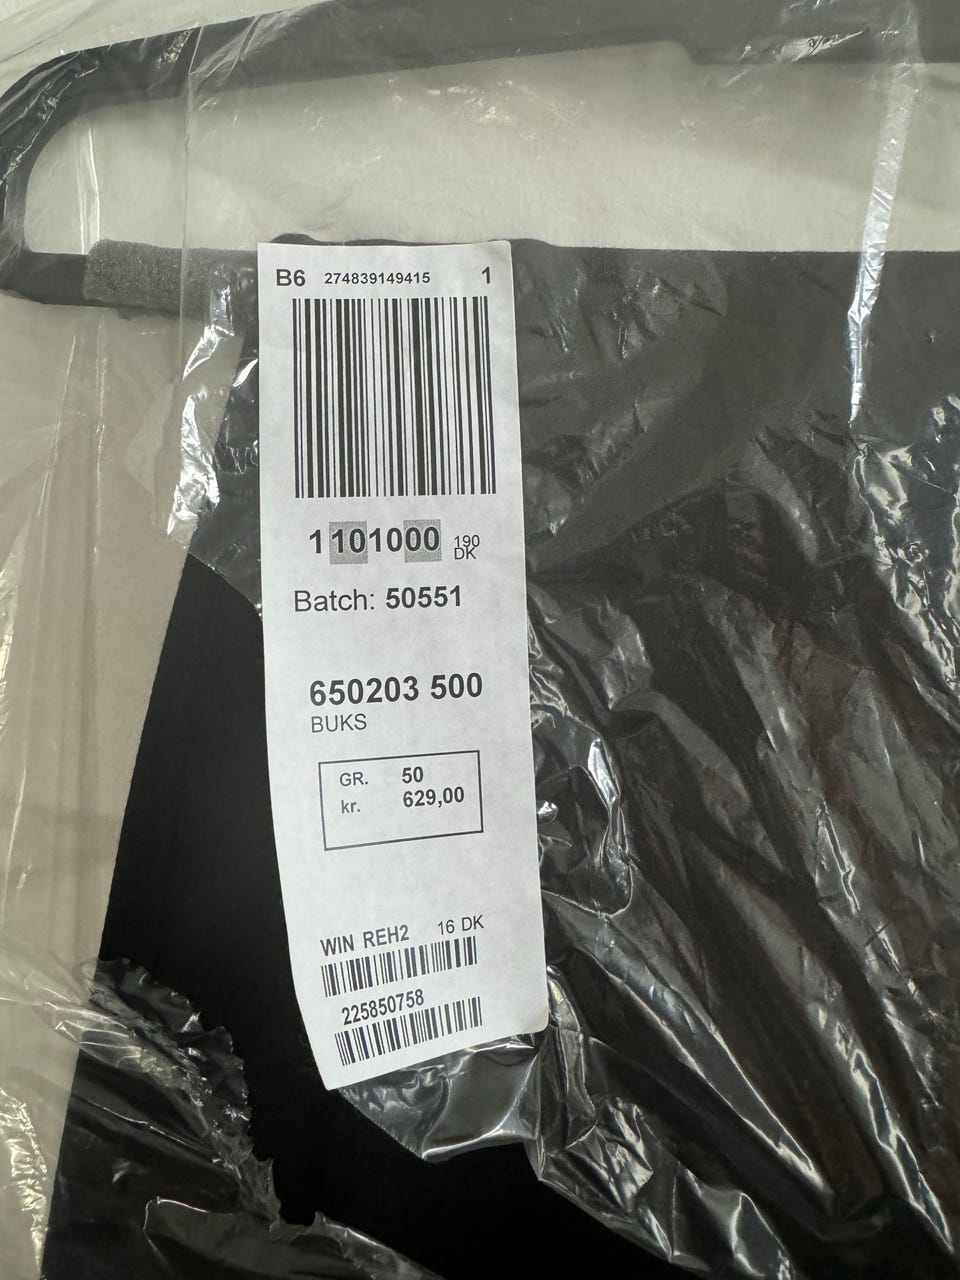 B6 274839149415 1
1101000 190 DK
Batch: 50551
650203 500
BUKS
GR. 50
kr. 629,00
WIN REH2 16 DK
225850758